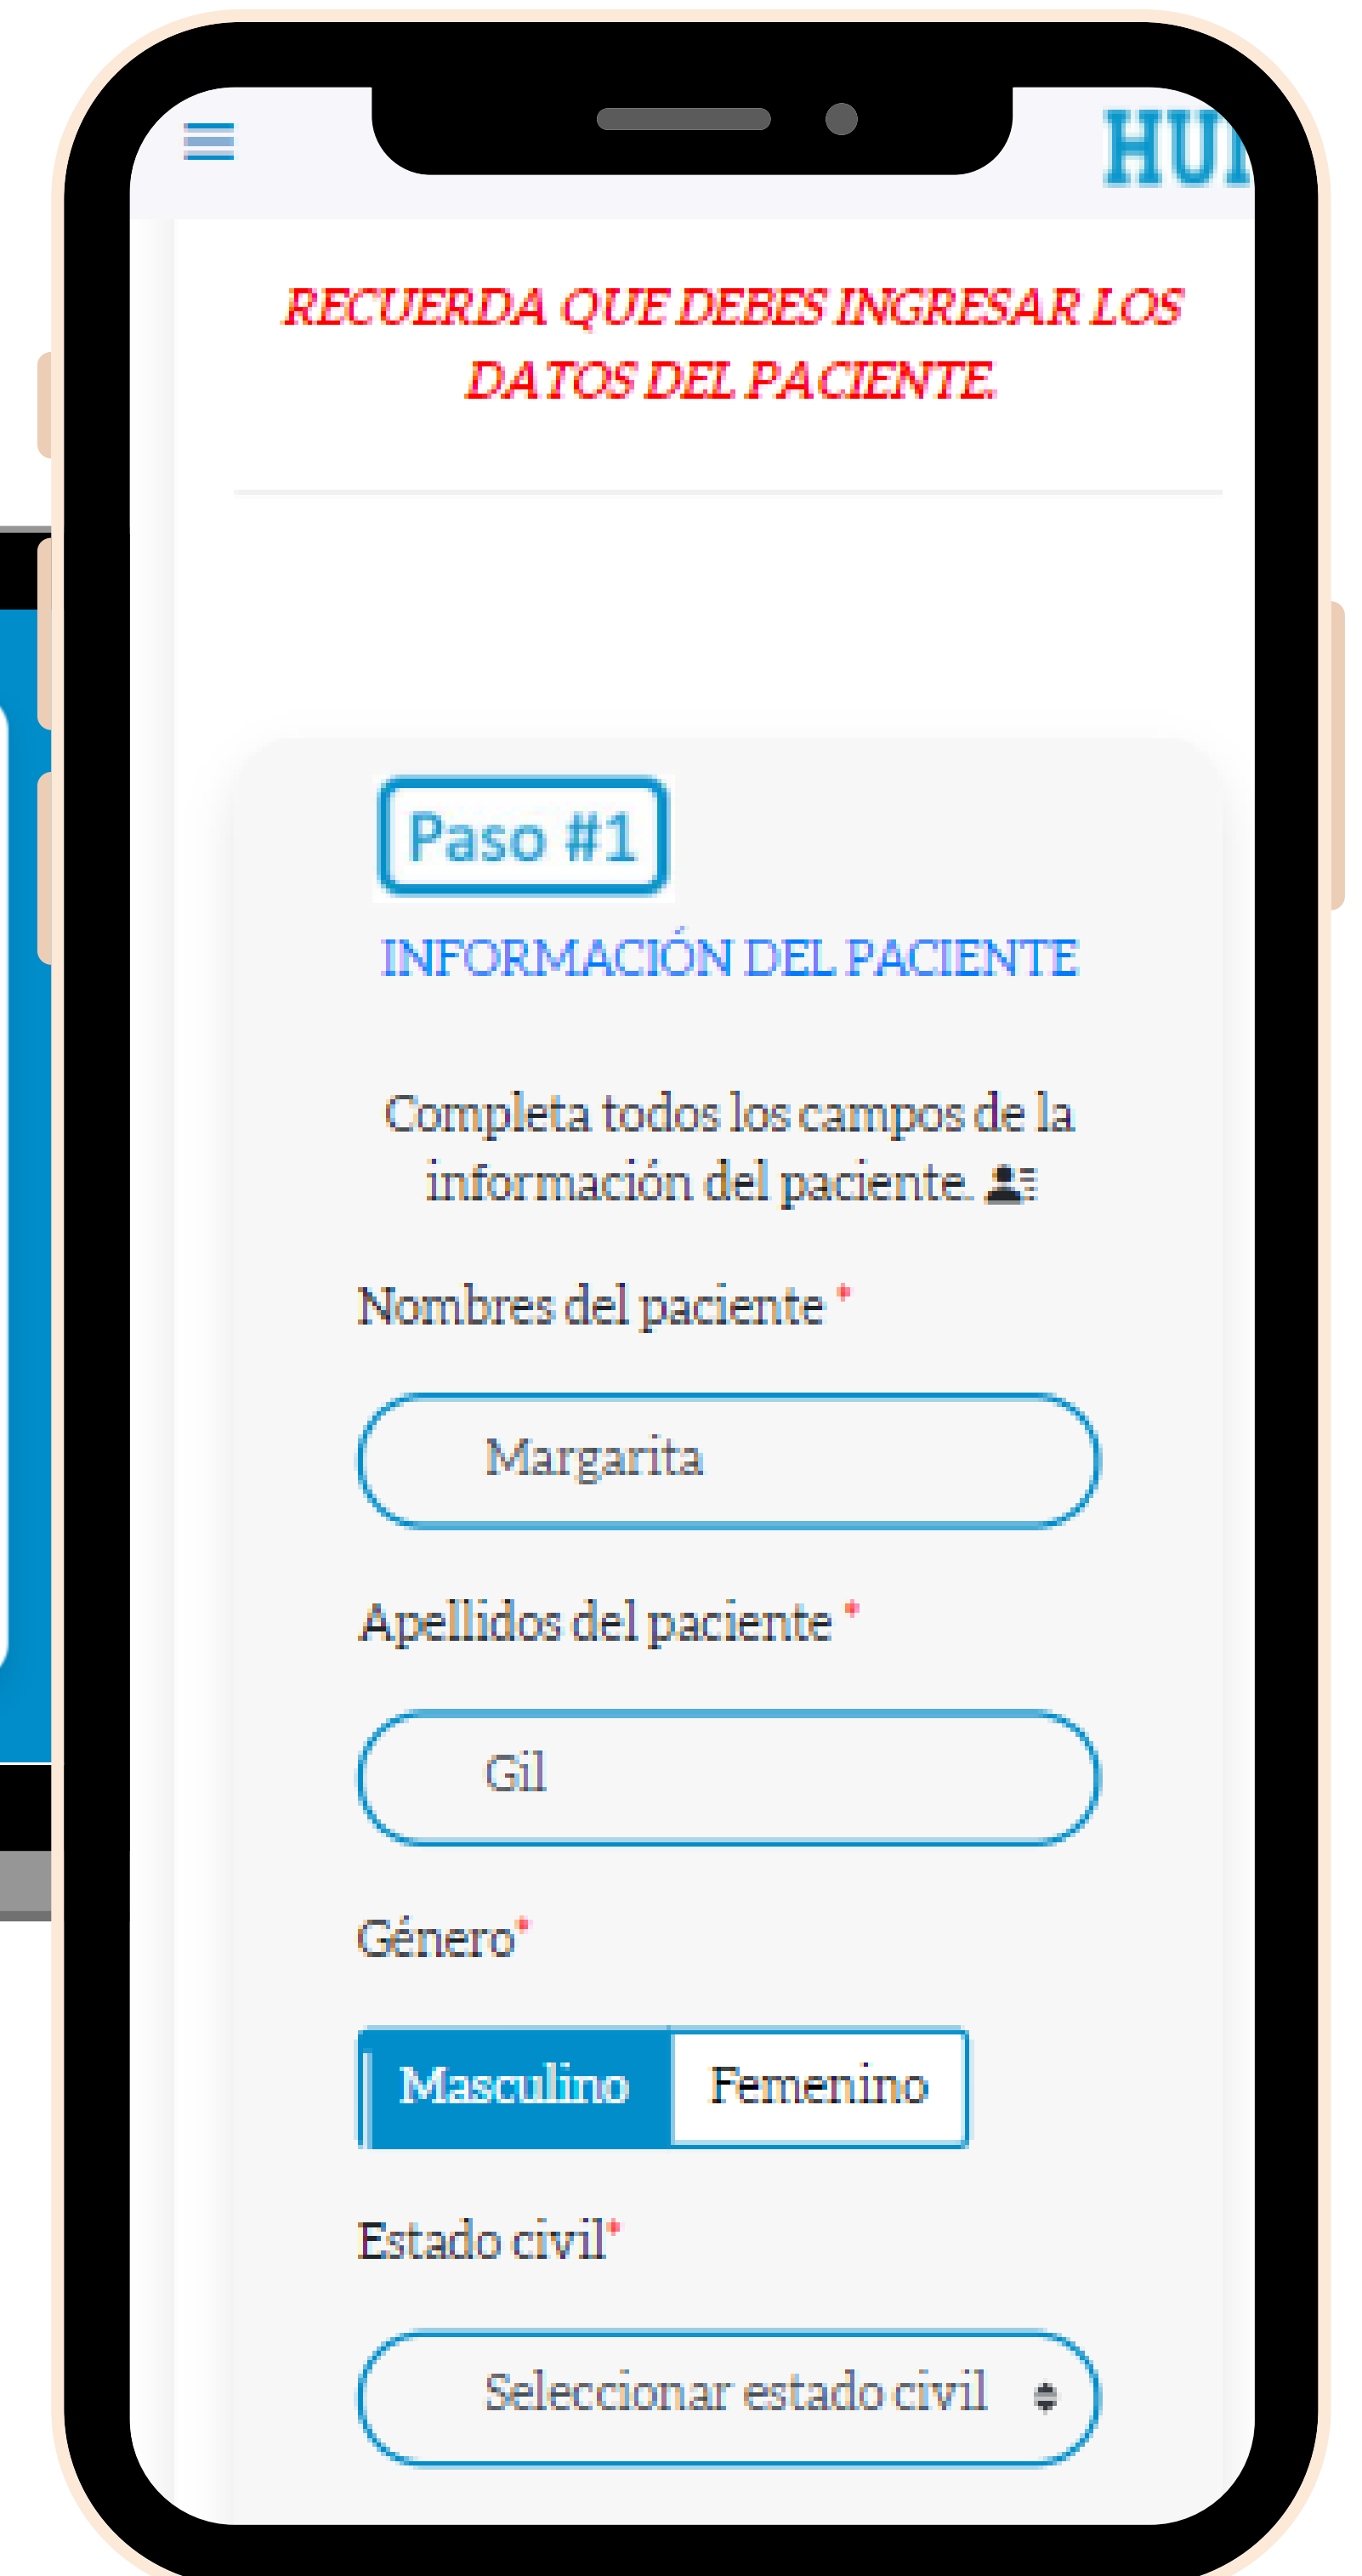 HUM
RECUERDA QUE DEBES INGRESAR LOS
DATOS DEL PACIENTE.
Paso #1
INFORMACIÓN DEL PACIENTE
Completa todos los campos de la
información del paciente.
Nombres del paciente *
Margarita
Apellidos del paciente *
Gil
Género*
Masculino Femenino
Estado civil*
Seleccionar estado civil